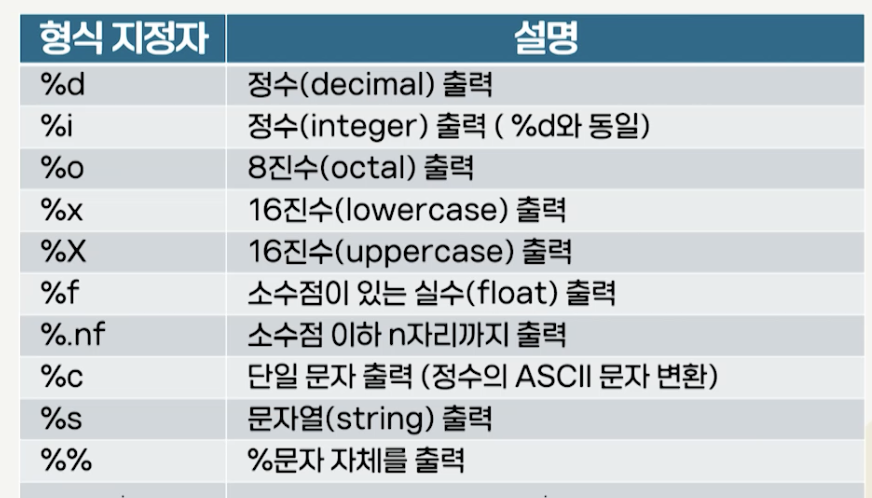 형식 지정자 설명
%d 정수(decimal) 출력
%i 정수(integer) 출력 ( %d와 동일)
%o 8진수(octal) 출력
%x 16진수(lowercase) 출력
%X 16진수(uppercase) 출력
%f 소수점이 있는 실수(float) 출력
%.nf 소수점 이하 n자리까지 출력
%c 단일 문자 출력 (정수의 ASCII 문자 변환)
%s 문자열(string) 출력
%% %문자 자체를 출력